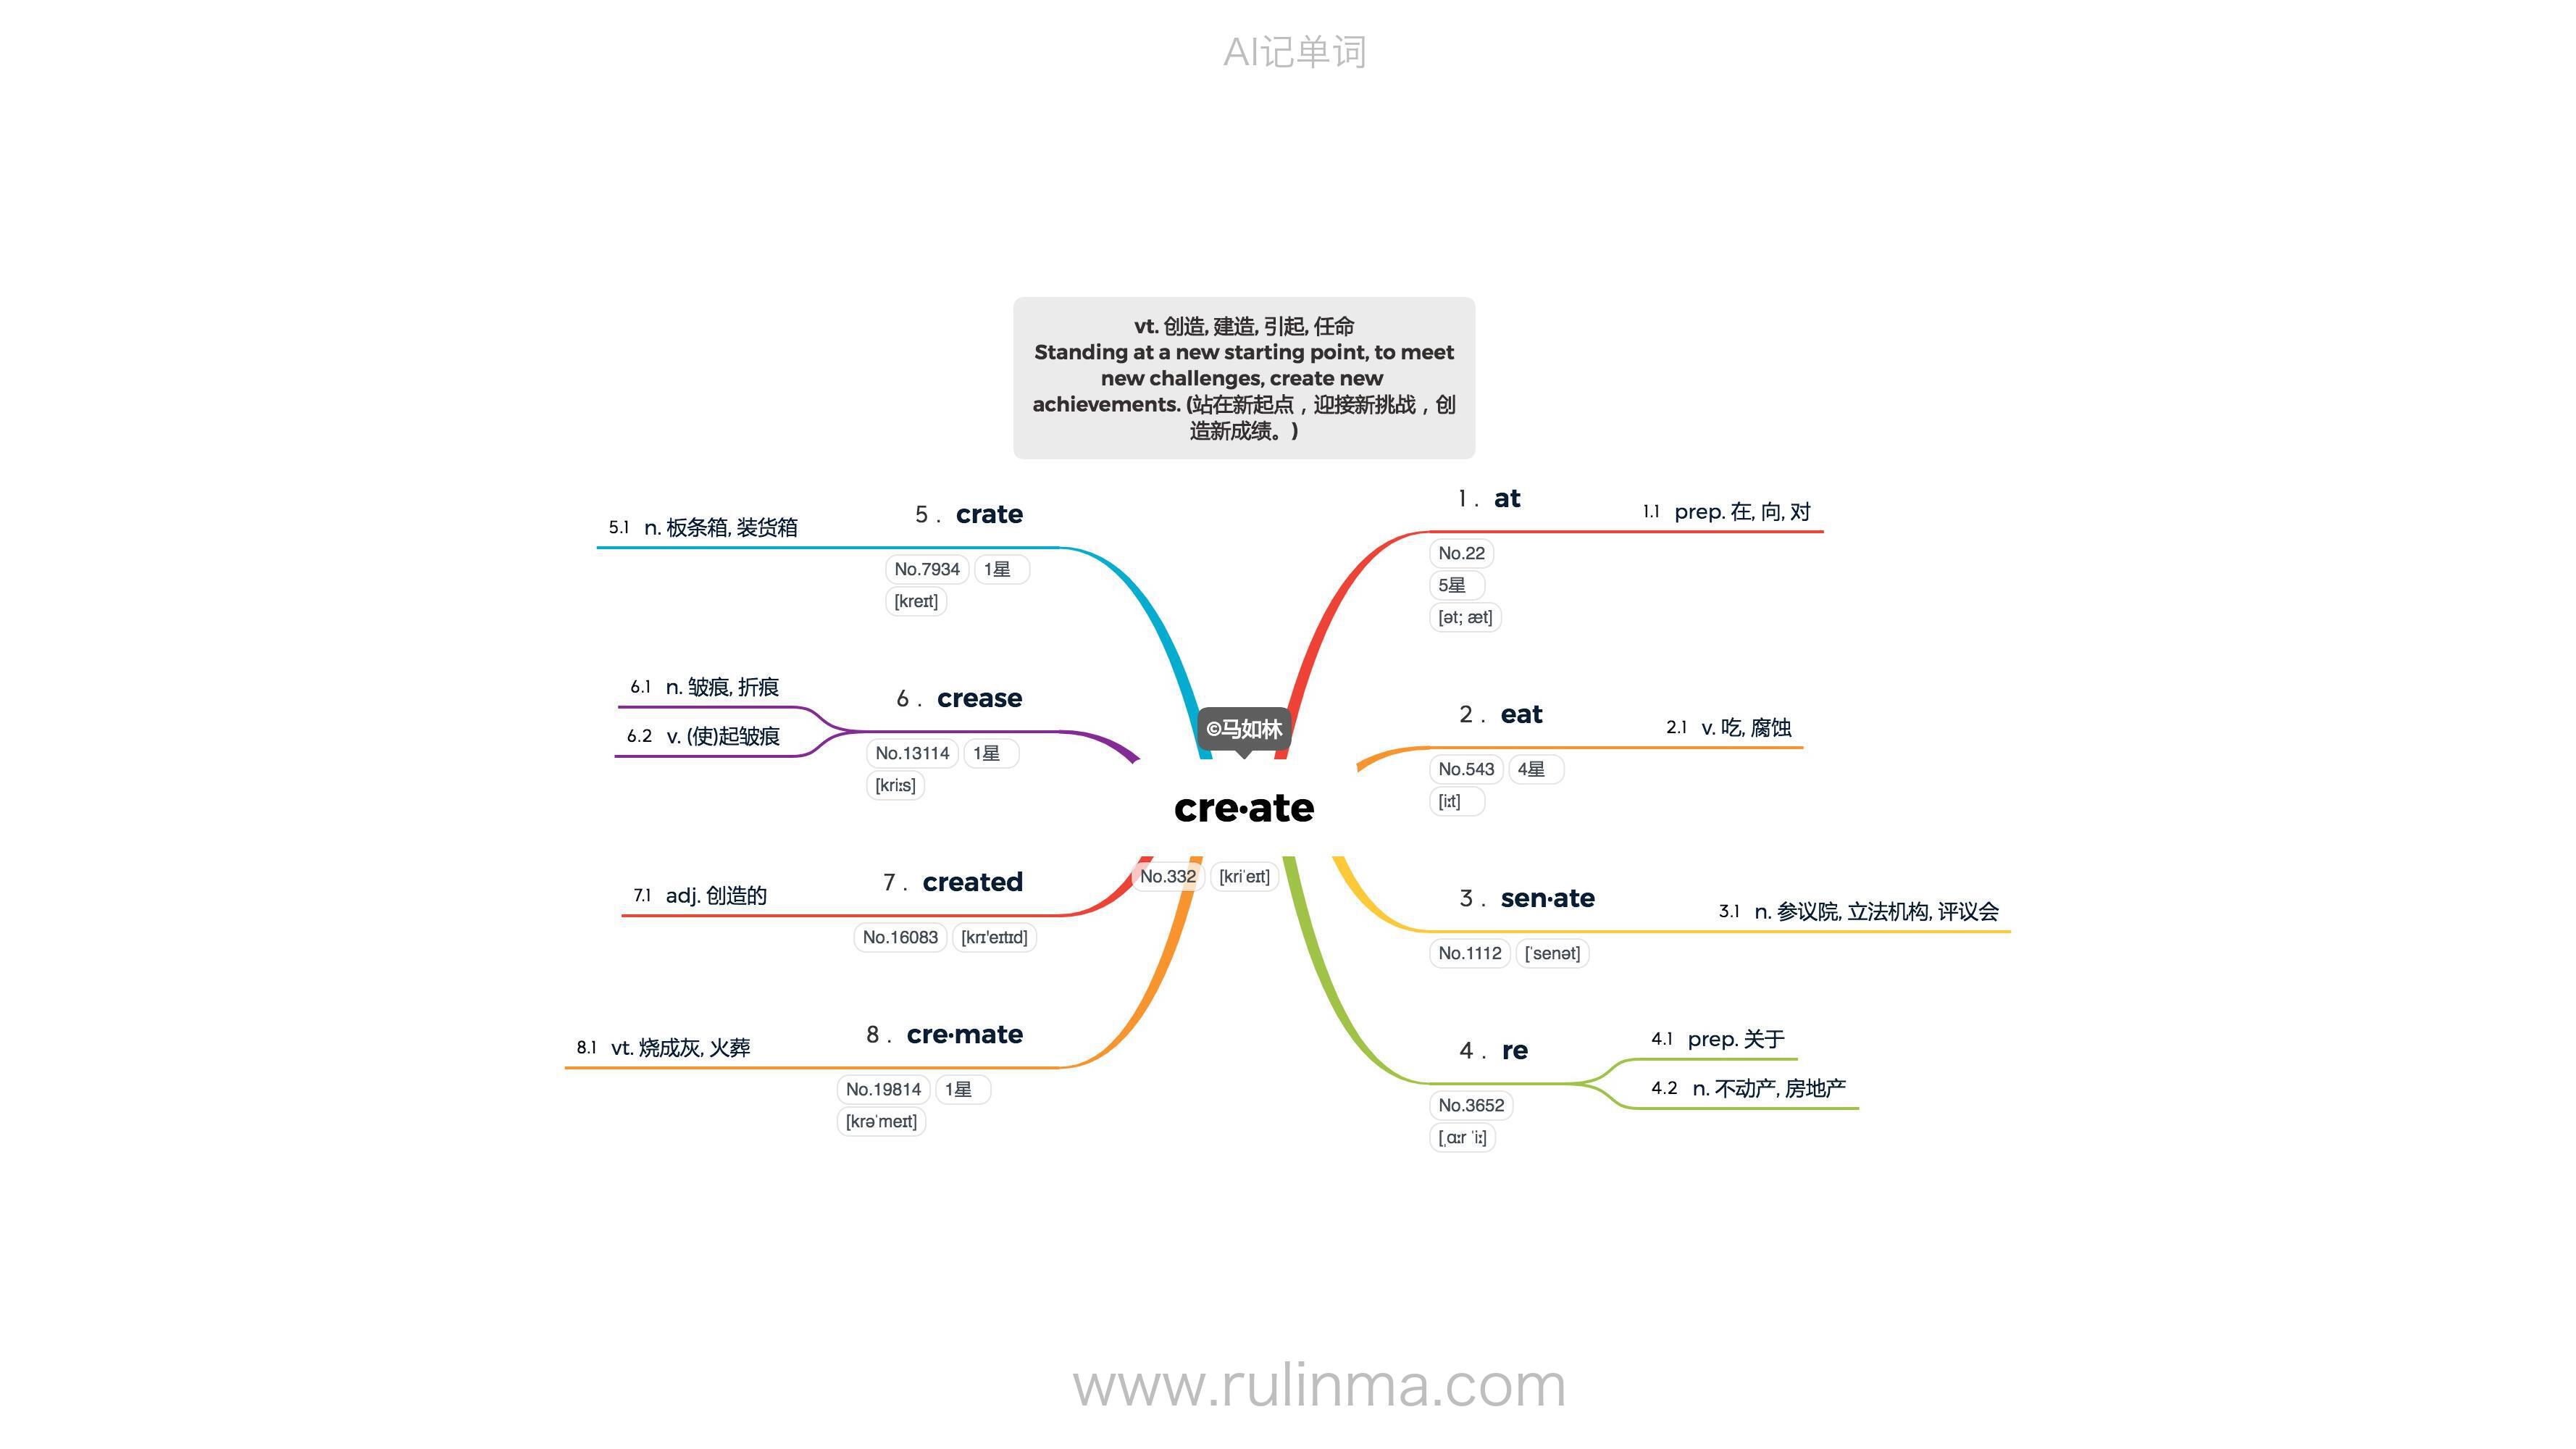 AI记单词
vt. 创造, 建造, 引起, 任命
Standing at a new starting point, to meet
new challenges, create new
achievements. (站在新起点，迎接新挑战，创
造新成绩。)
©马如林
cre·ate
No.332 [kriˈeɪt]
1. at
No.22
5星
[ət; æt]
1.1 prep. 在, 向, 对
2. eat
No.543 4星
[iːt]
2.1 v. 吃, 腐蚀
3. sen·ate
No.1112 [ˈsenət]
3.1 n. 参议院, 立法机构, 评议会
4. re
No.3652
[ˌɑːr ˈiː]
4.1 prep. 关于
4.2 n. 不动产, 房地产
5. crate
No.7934 1星
[kreɪt]
5.1 n. 板条箱, 装货箱
6. crease
No.13114 1星
[kriːs]
6.1 n. 皱痕, 折痕
6.2 v. (使)起皱痕
7. created
No.16083 [krɪ'eɪtɪd]
7.1 adj. 创造的
8. cre·mate
No.19814 1星
[krəˈmeɪt]
8.1 vt. 烧成灰, 火葬
www.rulinma.com